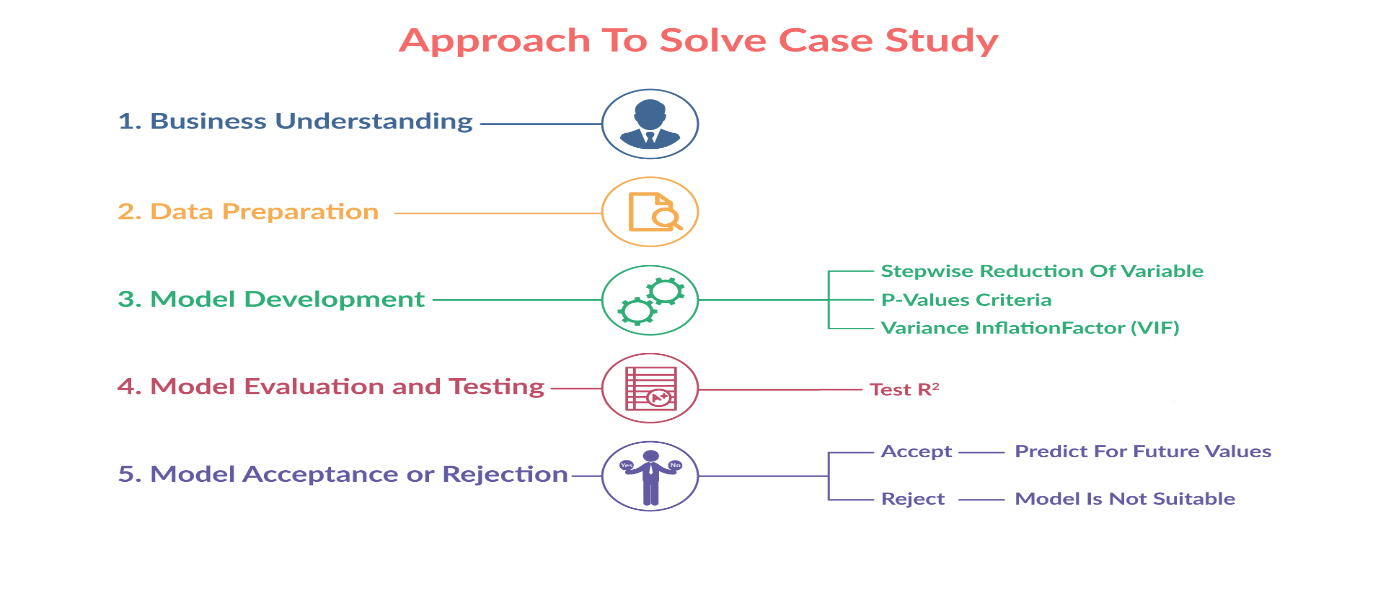 Approach To Solve Case Study
1. Business Understanding
2. Data Preparation
3. Model Development
Stepwise Reduction Of Variable
P-Values Criteria
Variance InflationFactor (VIF)
4. Model Evaluation and Testing
A+
Test R²
5. Model Acceptance or Rejection
Yes
No
Accept
Predict For Future Values
Reject
Model Is Not Suitable